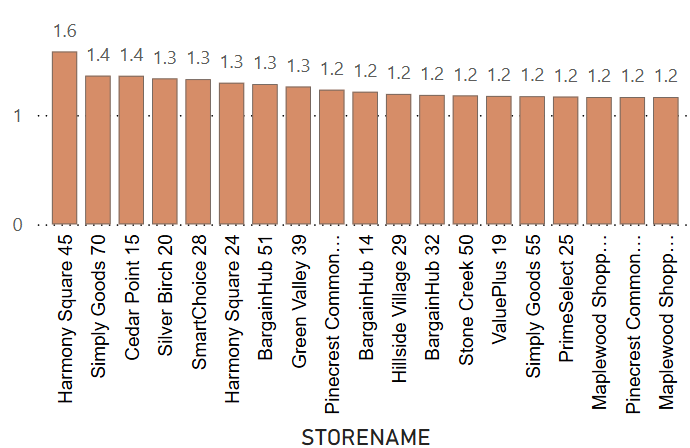 1.6
1.4
1.4
1.3
1.3
1.3
1.3
1.3
1.2
1.2
1.2
1.2
1.2
1.2
1.2
1.2
1.2
1.2
1.2
1
0
Harmony Square 45
Simply Goods 70
Cedar Point 15
Silver Birch 20
SmartChoice 28
Harmony Square 24
BargainHub 51
Green Valley 39
Pinecrest Common...
BargainHub 14
Hillside Village 29
BargainHub 32
Stone Creek 50
ValuePlus 19
Simply Goods 55
PrimeSelect 25
Maplewood Shopp...
Pinecrest Common...
Maplewood Shopp...
STORENAME